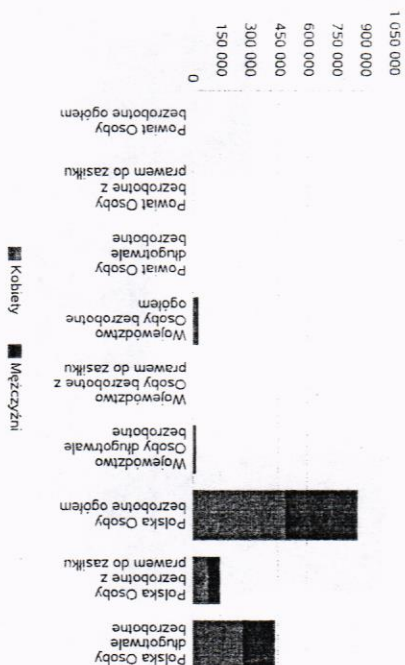 1 050 000
900 000
750 000
600 000
450 000
300 000
150 000
0
Powiat Osoby
bezrobotne ogółem
Powiat Osoby
bezrobotne z
prawem do zasiłku
Powiat Osoby
długotrwale
bezrobotne
Województwo
Osoby bezrobotne
ogółem
Województwo
Osoby bezrobotne z
prawem do zasiłku
Województwo
Osoby długotrwale
bezrobotne
Polska Osoby
bezrobotne ogółem
Polska Osoby
bezrobotne z
prawem do zasiłku
Polska Osoby
długotrwale
bezrobotne
Kobiety
Mężczyźni